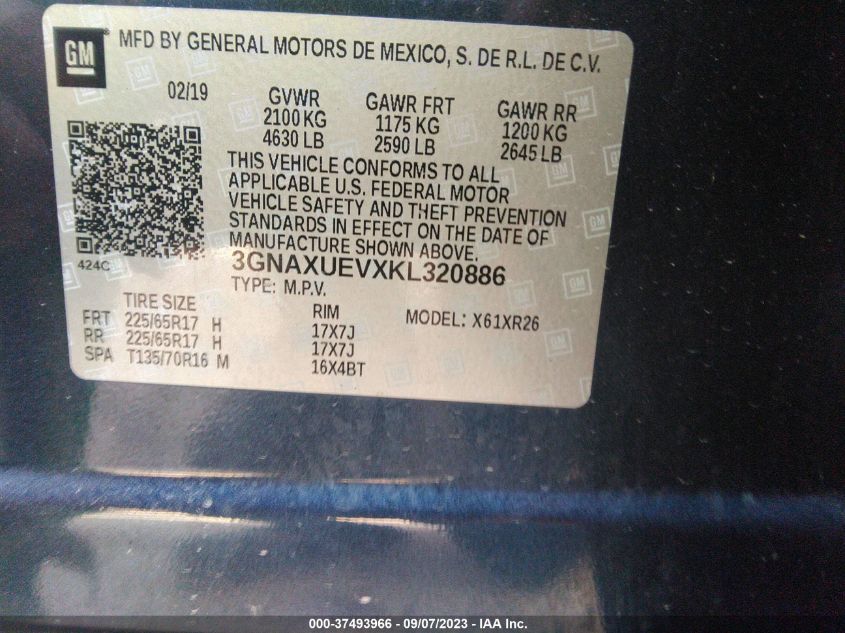 GM
MFD BY GENERAL MOTORS DE MEXICO, S. DE R.L. DE C.V.
02/19 GVWR GAWR FRT GAWR RR
2100 KG 1175 KG 1200 KG
4630 LB 2590 LB 2645 LB
THIS VEHICLE CONFORMS TO ALL
APPLICABLE U.S. FEDERAL MOTOR
VEHICLE SAFETY AND THEFT PREVENTION
STANDARDS IN EFFECT ON THE DATE OF
MANUFACTURE SHOWN ABOVE.
424C 3GNAXUEVXKL320886
TYPE: M.P.V.
TIRE SIZE RIM MODEL: X61XR26
FRT 225/65R17 H 17X7J
RR 225/65R17 H 17X7J
SPA T135/70R16 M 16X4BT
000-37493966 - 09/07/2023 - IAA Inc.